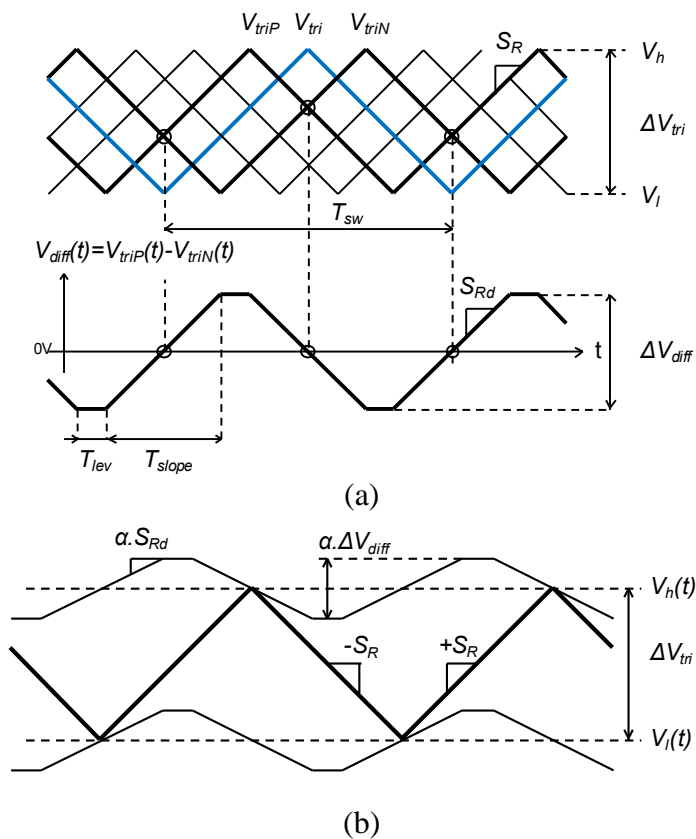 V_triP V_tri V_triN
S_R
V_h
ΔV_tri
V_l
T_sw
V_diff(t)=V_triP(t)-V_triN(t)
S_Rd
0V
t
ΔV_diff
T_lev T_slope
(a)
α.S_Rd
α.ΔV_diff
V_h(t)
-S_R
+S_R
ΔV_tri
V_l(t)
(b)